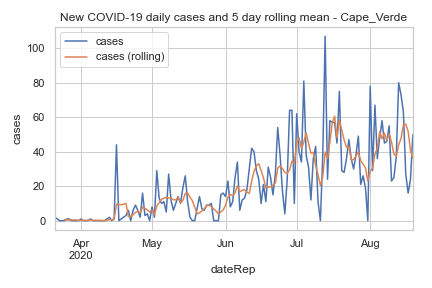 New COVID-19 daily cases and 5 day rolling mean - Cape_Verde
cases
cases (rolling)
cases
100
80
60
40
20
0
Apr
2020
May
Jun
Jul
Aug
dateRep